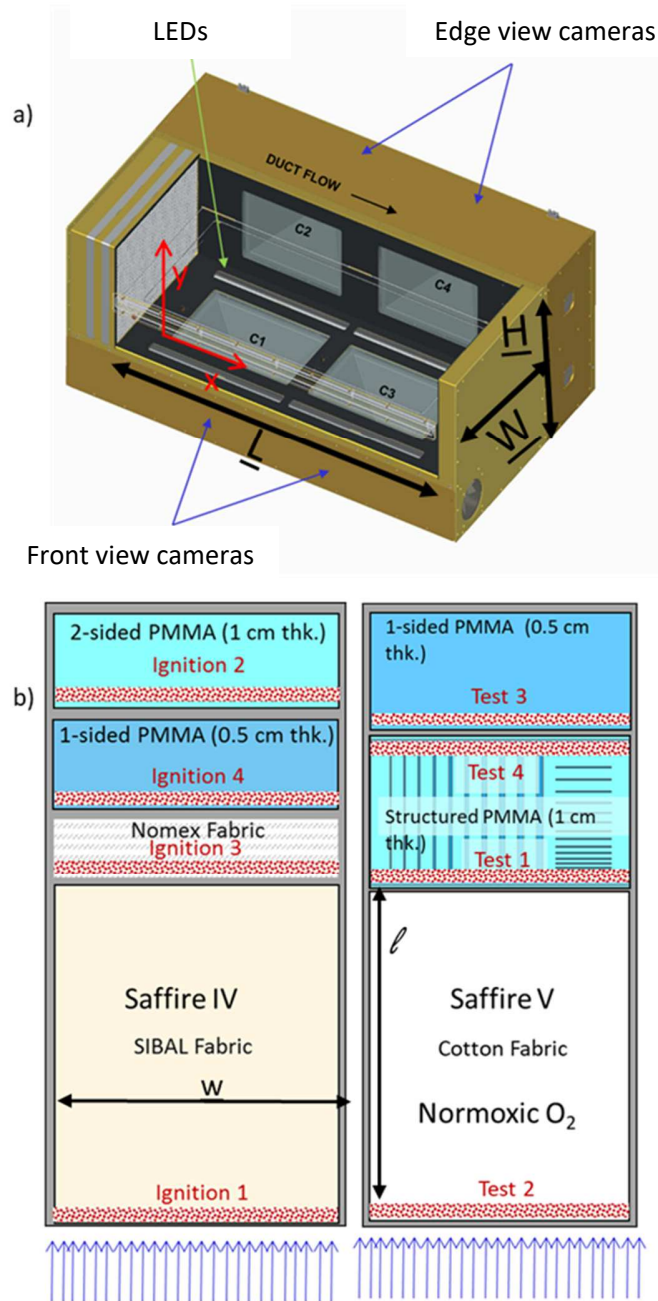 LEDs
Edge view cameras
a)
DUCT FLOW
C2
C4
y
C1
C3
x
H
W
L
Front view cameras
b)
2-sided PMMA (1 cm thk.)
Ignition 2
1-sided PMMA (0.5 cm thk.)
Ignition 4
Nomex Fabric
Ignition 3
Saffire IV
SIBAL Fabric
w
Ignition 1
1-sided PMMA (0.5 cm
thk.)
Test 3
Test 4
Structured PMMA (1 cm
thk.)
Test 1
ℓ
Saffire V
Cotton Fabric
Normoxic O₂
Test 2